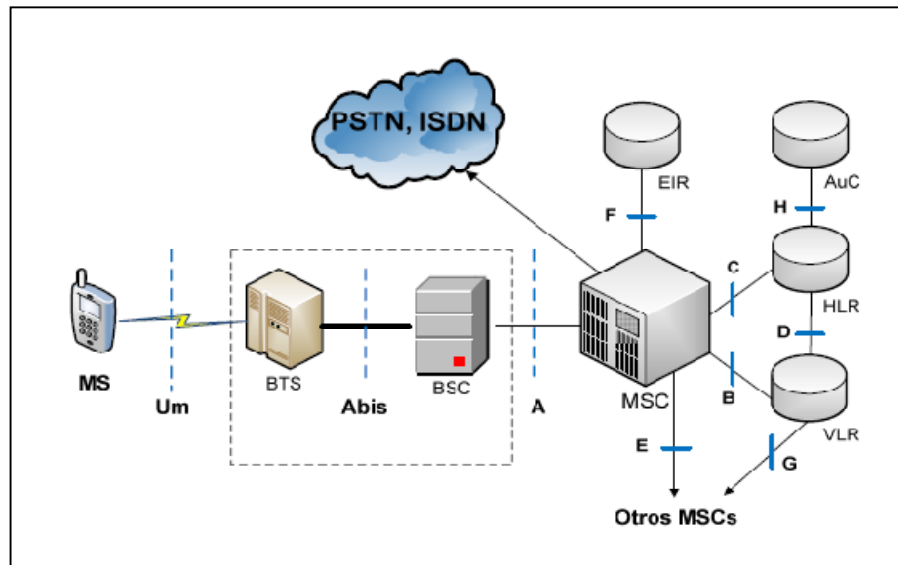 PSTN, ISDN
EIR
AuC
F
H
C
HLR
D
MS
Um
BTS
Abis
BSC
A
MSC
B
VLR
E
G
Otros MSCs